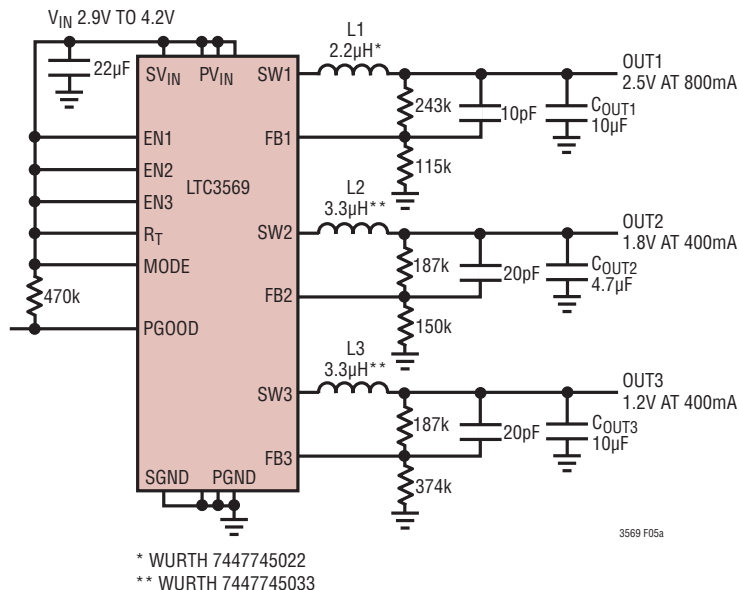 V_IN 2.9V TO 4.2V
22µF
SV_IN
PV_IN
SW1
L1
2.2µH*
OUT1
2.5V AT 800mA
243k
10pF
C_OUT1
10µF
EN1
FB1
115k
EN2
LTC3569
EN3
L2
3.3µH**
R_T
SW2
OUT2
1.8V AT 400mA
MODE
187k
20pF
C_OUT2
4.7µF
470k
FB2
PGOOD
150k
L3
3.3µH**
SW3
OUT3
1.2V AT 400mA
187k
20pF
C_OUT3
10µF
FB3
SGND
PGND
374k
3569 F05a
* WURTH 7447745022
** WURTH 7447745033